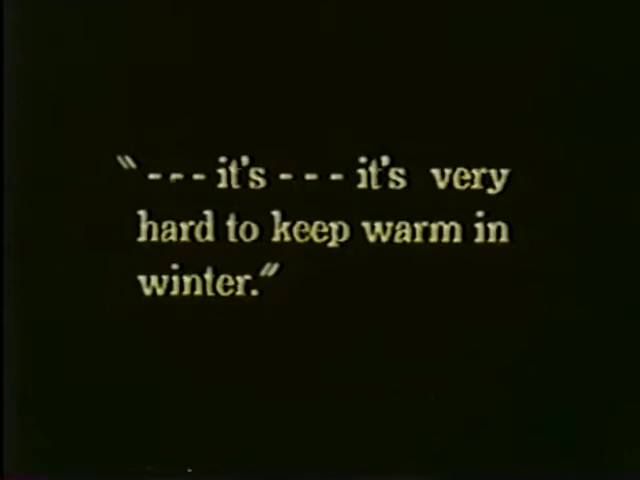 "--- it's --- it's very
hard to keep warm in
winter."